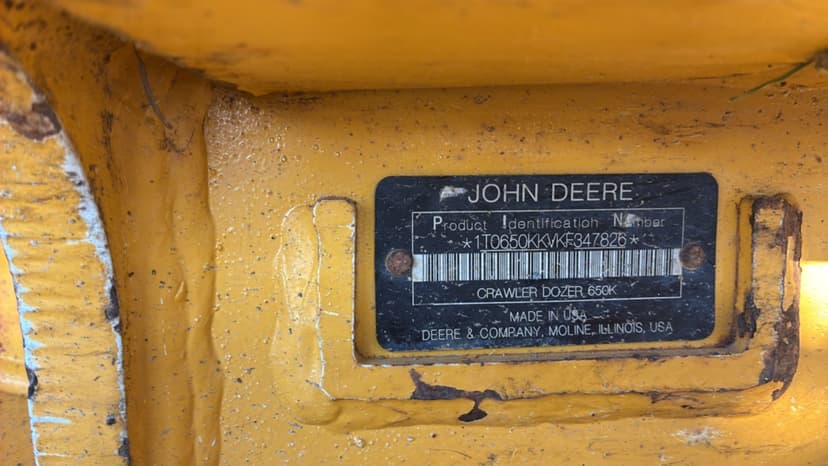 JOHN DEERE
Product Identification Number
*1T0650KKVKF347826*
CRAWLER DOZER 650K
MADE IN USA
DEERE & COMPANY, MOLINE, ILLINOIS, USA